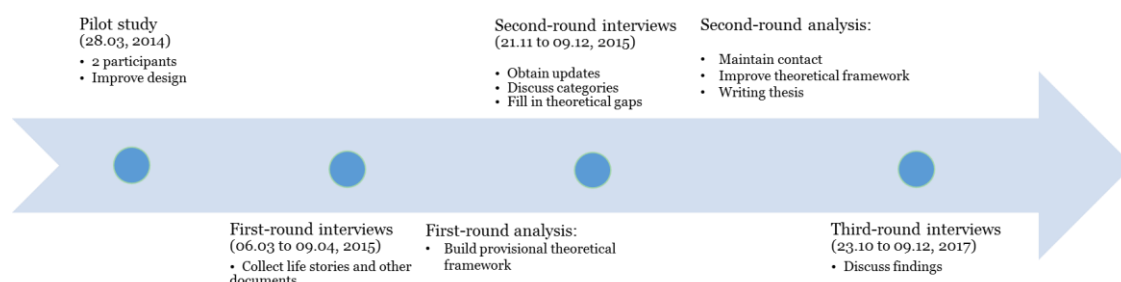 Pilot study
(28.03, 2014)
• 2 participants
• Improve design
Second-round interviews
(21.11 to 09.12, 2015)
• Obtain updates
• Discuss categories
• Fill in theoretical gaps
Second-round analysis:
• Maintain contact
• Improve theoretical framework
• Writing thesis
First-round interviews
(06.03 to 09.04, 2015)
• Collect life stories and other
documents
First-round analysis:
• Build provisional theoretical
framework
Third-round interviews
(23.10 to 09.12, 2017)
• Discuss findings